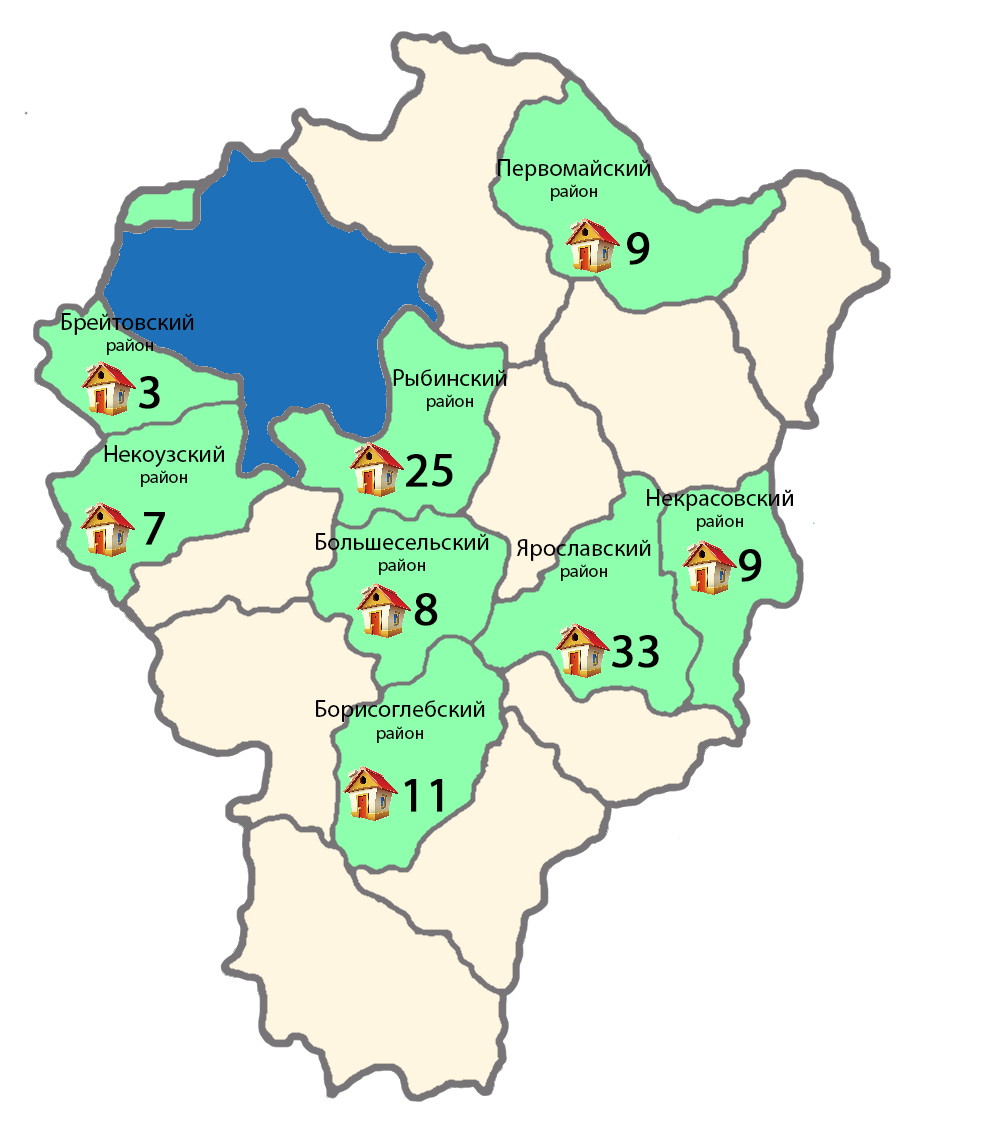 Первомайский
район
9
Брейтовский
район
3
Рыбинский
район
25
Некоузский
район
7
Некрасовский
район
9
Большесельский
район
8
Ярославский
район
33
Борисоглебский
район
11